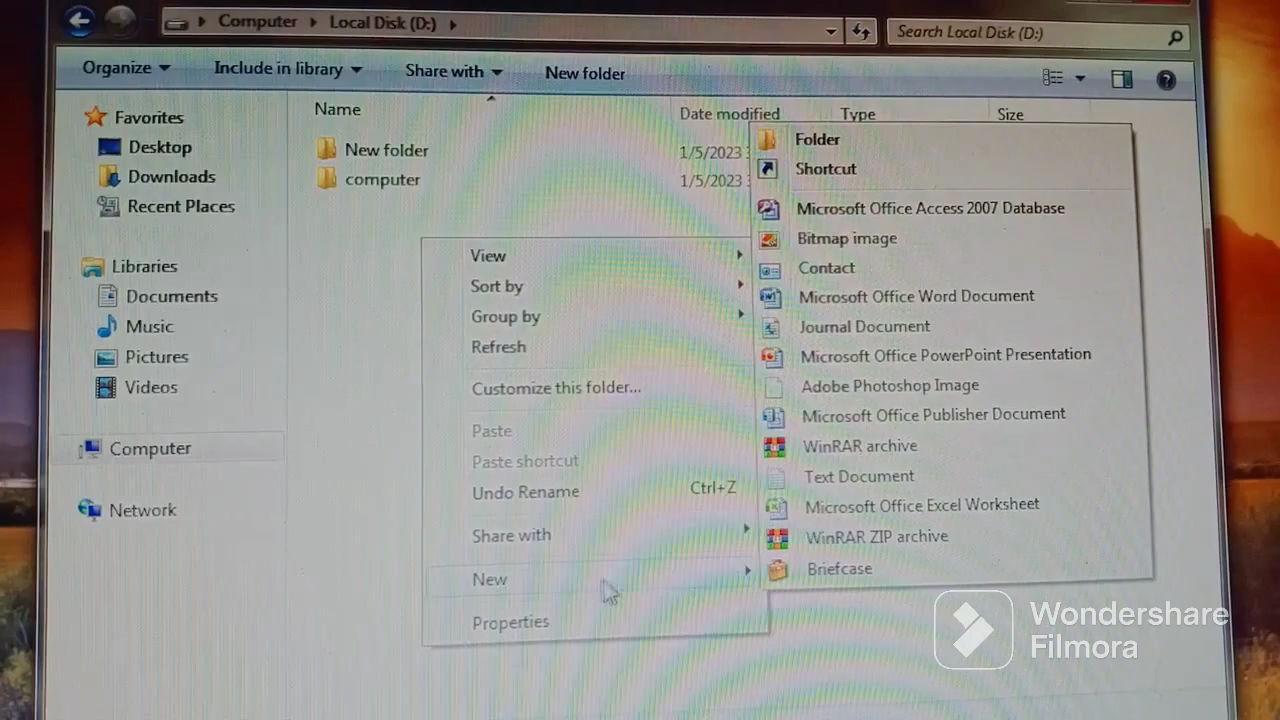 Computer
Local Disk (D:)
Search Local Disk (D:)
Organize
Include in library
Share with
New folder
Name
Date modified
Type
Size
Favorites
Desktop
Downloads
Recent Places
Libraries
Documents
Music
Pictures
Videos
Computer
Network
New folder
1/5/2023
computer
1/5/2023
View
Sort by
Group by
Refresh
Customize this folder...
Paste
Paste shortcut
Undo Rename Ctrl+Z
Share with
New
Properties
Folder
Shortcut
Microsoft Office Access 2007 Database
Bitmap image
Contact
Microsoft Office Word Document
Journal Document
Microsoft Office PowerPoint Presentation
Adobe Photoshop Image
Microsoft Office Publisher Document
WinRAR archive
Text Document
Microsoft Office Excel Worksheet
WinRAR ZIP archive
Briefcase
Wondershare
Filmora